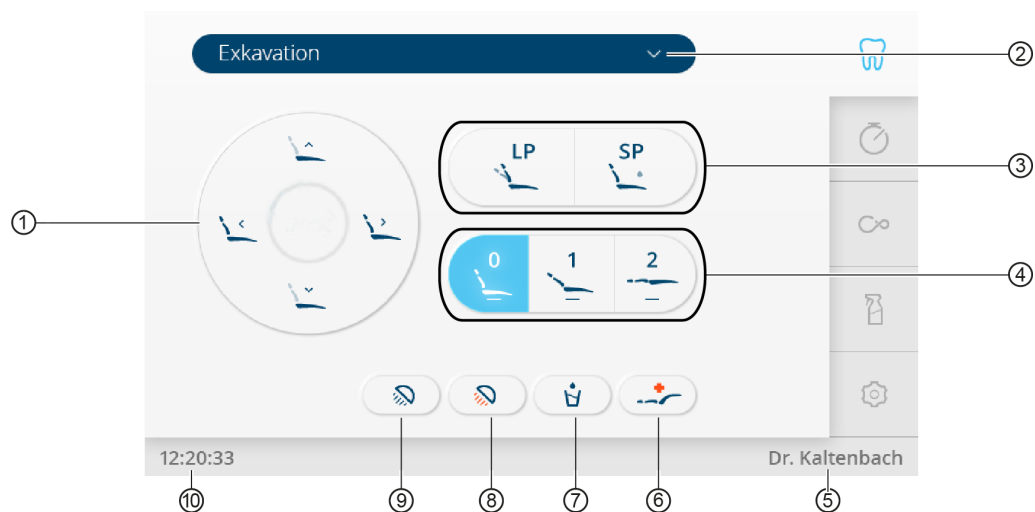 Exkavation
②
LP SP
③
①
0 1 2
④
12:20:33
Dr. Kaltenbach
⑩ ⑨ ⑧ ⑦ ⑥ ⑤